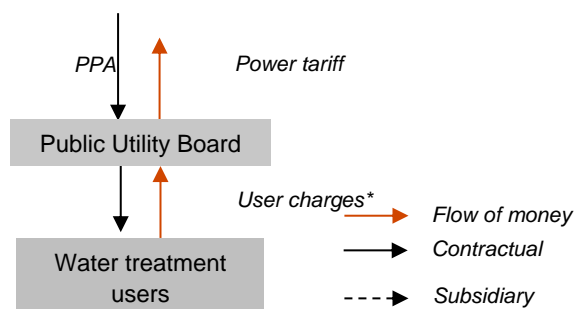 PPA
Power tariff
Public Utility Board
User charges*
Flow of money
Contractual
Water treatment
users
Subsidiary